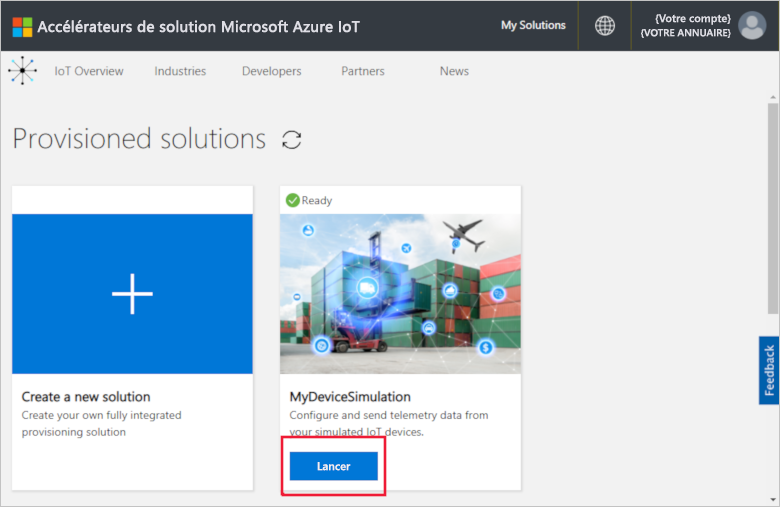 Accélérateurs de solution Microsoft Azure IoT
My Solutions
{Votre compte}
{VOTRE ANNUAIRE}
IoT Overview
Industries
Developers
Partners
News
Provisioned solutions
Ready
Create a new solution
Create your own fully integrated
provisioning solution
MyDeviceSimulation
Configure and send telemetry data from
your simulated IoT devices.
Lancer
Feedback